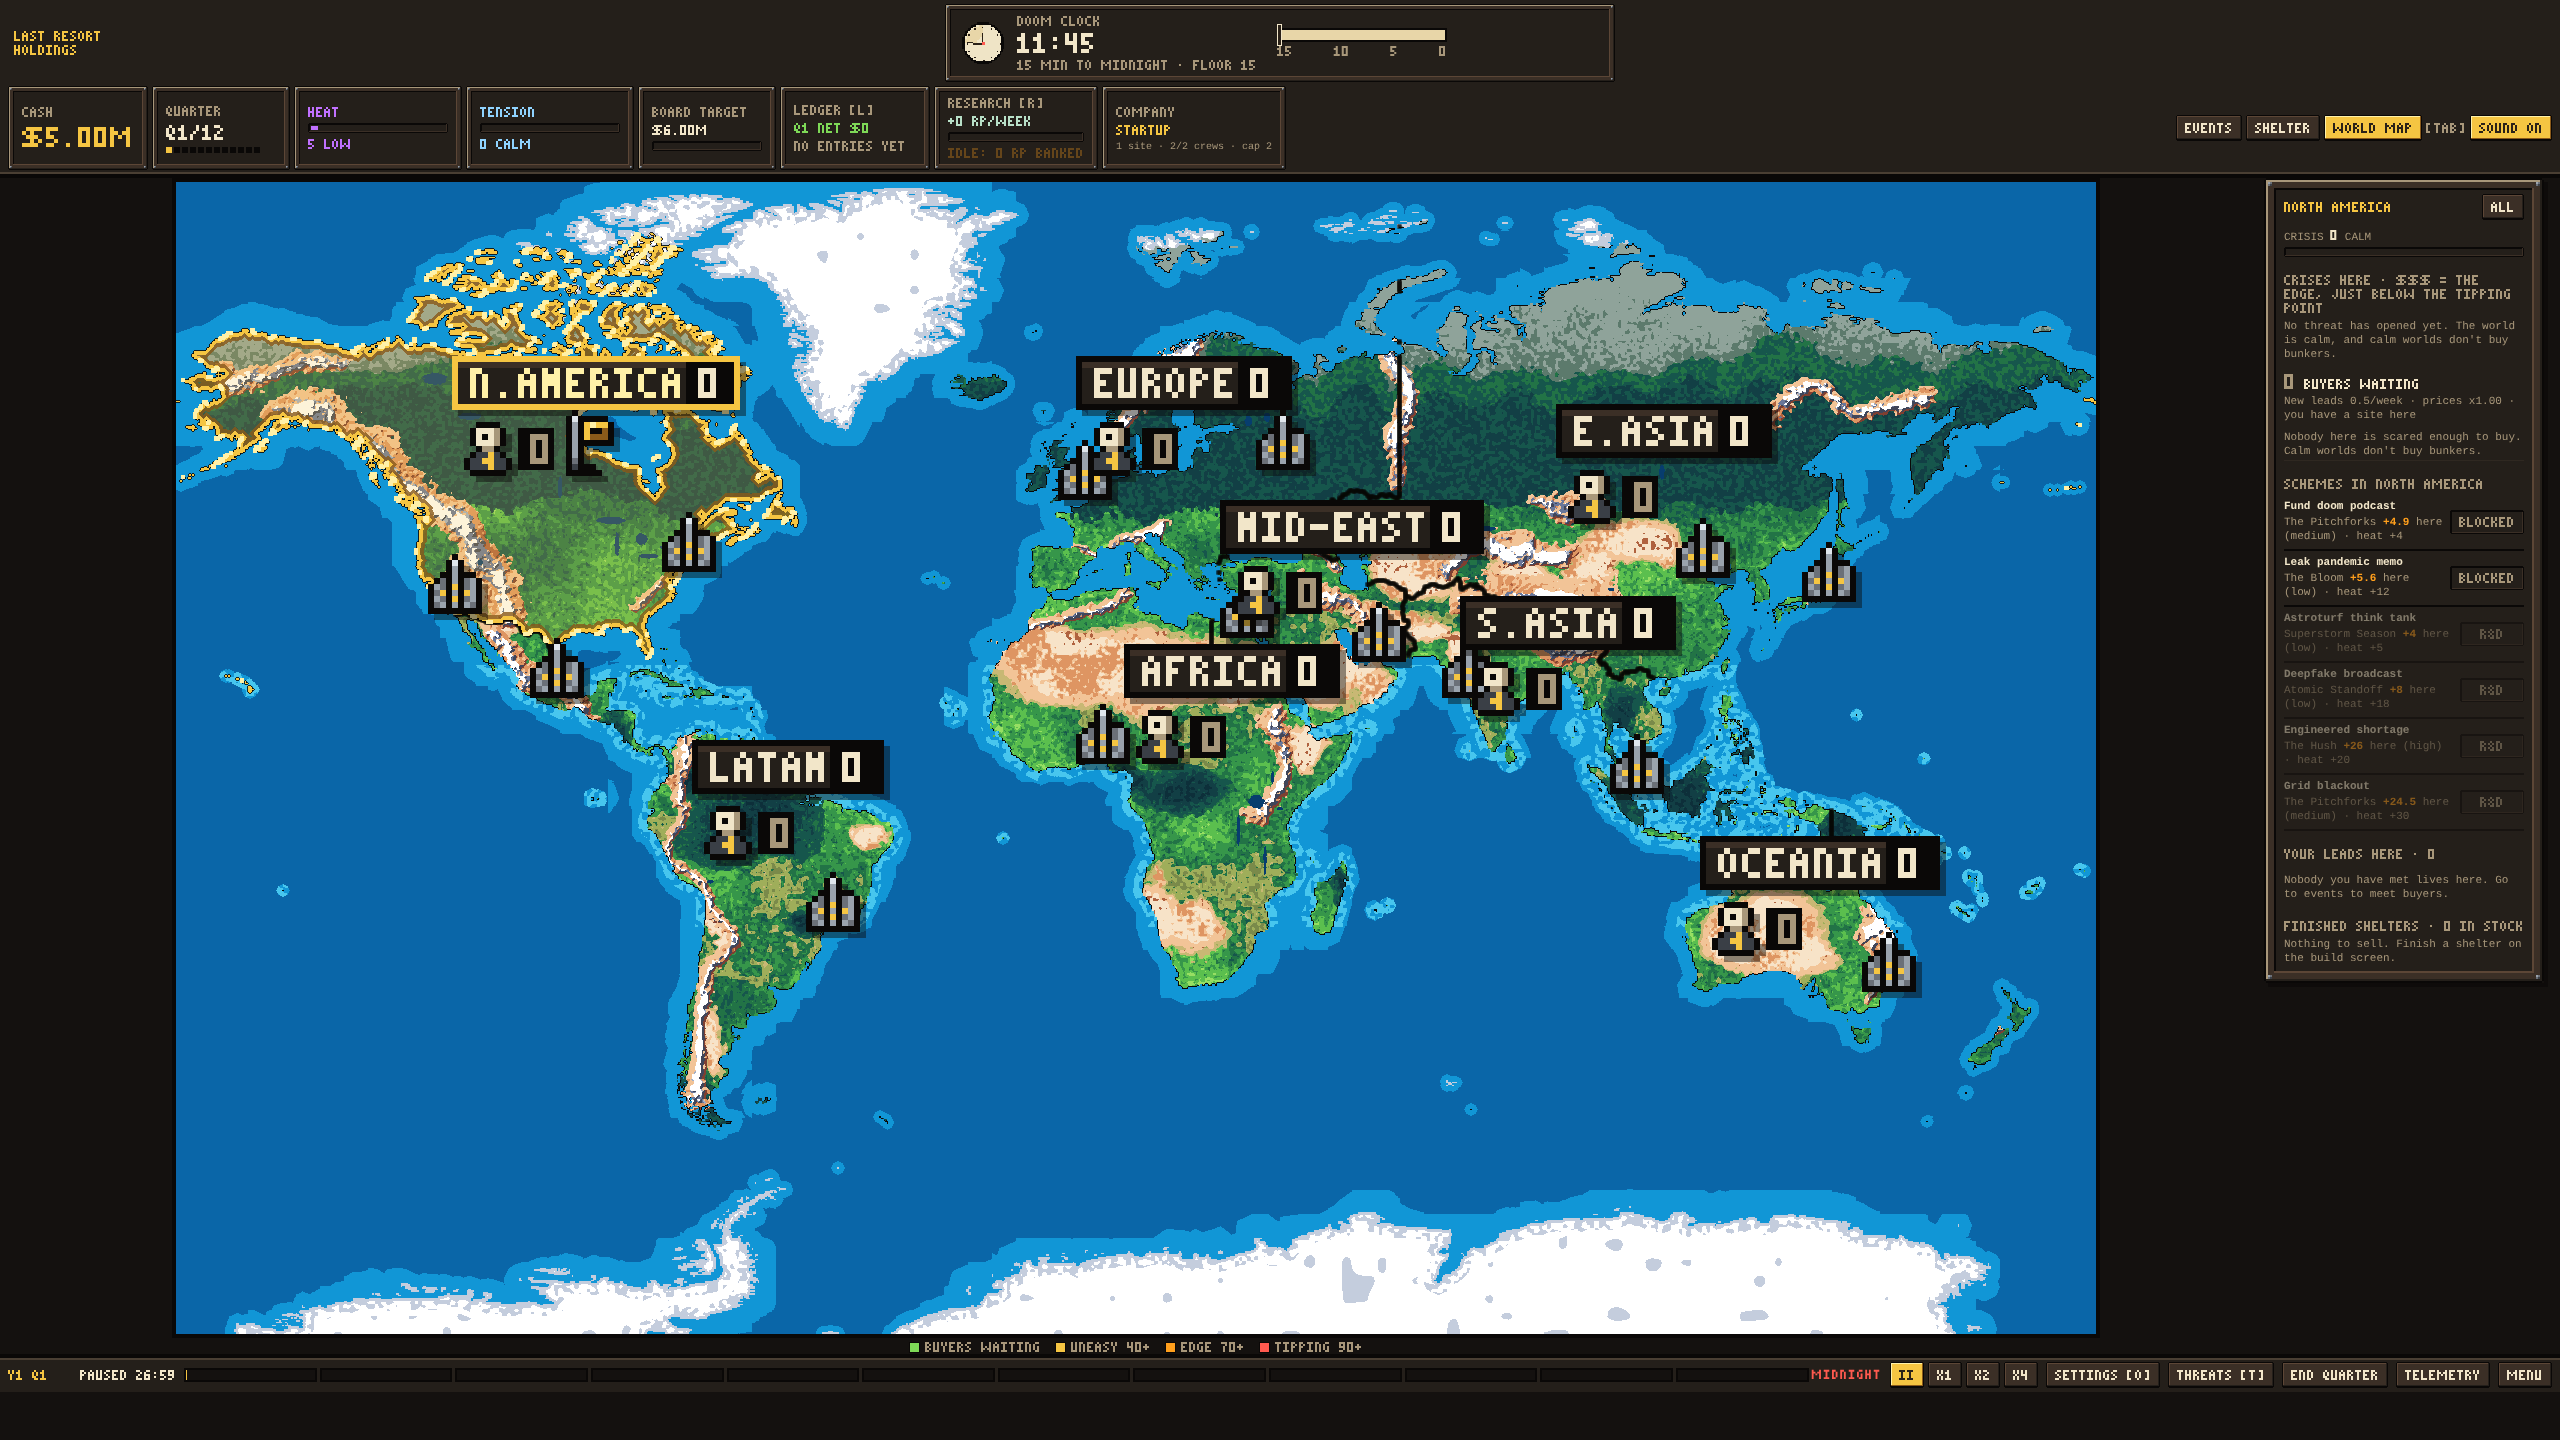 LAST RESORT
HOLDINGS
DOOM CLOCK
11:45
15 MIN TO MIDNIGHT · FLOOR 15
15 10 5 0
CASH
$5.00M
QUARTER
Q1/12
HEAT
5 LOW
TENSION
0 CALM
BOARD TARGET
$6.00M
LEDGER [L]
Q1 NET $0
NO ENTRIES YET
RESEARCH [R]
+0 RP/WEEK
IDLE: 0 RP BANKED
COMPANY
STARTUP
1 site · 2/2 crews · cap 2
EVENTS
SHELTER
WORLD MAP
[TAB]
SOUND ON
N.AMERICA 0
0
EUROPE 0
0
E.ASIA 0
0
MID-EAST 0
0
S.ASIA 0
0
AFRICA 0
0
LATAM 0
0
OCEANIA 0
0
NORTH AMERICA
ALL
CRISIS 0 CALM
CRISES HERE · $$$ = THE
EDGE, JUST BELOW THE TIPPING
POINT
No threat has opened yet. The world
is calm, and calm worlds don't buy
bunkers.
0 BUYERS WAITING
New leads 0.5/week · prices x1.00 ·
you have a site here
Nobody here is scared enough to buy.
Calm worlds don't buy bunkers.
SCHEMES IN NORTH AMERICA
Fund doom podcast
The Pitchforks +4.9 here
(medium) · heat +4
BLOCKED
Leak pandemic memo
The Bloom +5.6 here
(low) · heat +12
BLOCKED
Astroturf think tank
Superstorm Season +4 here
(low) · heat +5
R&D
Deepfake broadcast
Atomic Standoff +8 here
(low) · heat +18
R&D
Engineered shortage
The Hush +26 here (high)
· heat +20
R&D
Grid blackout
The Pitchforks +24.5 here
(medium) · heat +30
R&D
YOUR LEADS HERE · 0
Nobody you have met lives here. Go
to events to meet buyers.
FINISHED SHELTERS · 0 IN STOCK
Nothing to sell. Finish a shelter on
the build screen.
BUYERS WAITING
UNEASY 40+
EDGE 70+
TIPPING 90+
Y1 Q1
PAUSED 26:59
MIDNIGHT
II
X1
X2
X4
SETTINGS [O]
THREATS [T]
END QUARTER
TELEMETRY
MENU